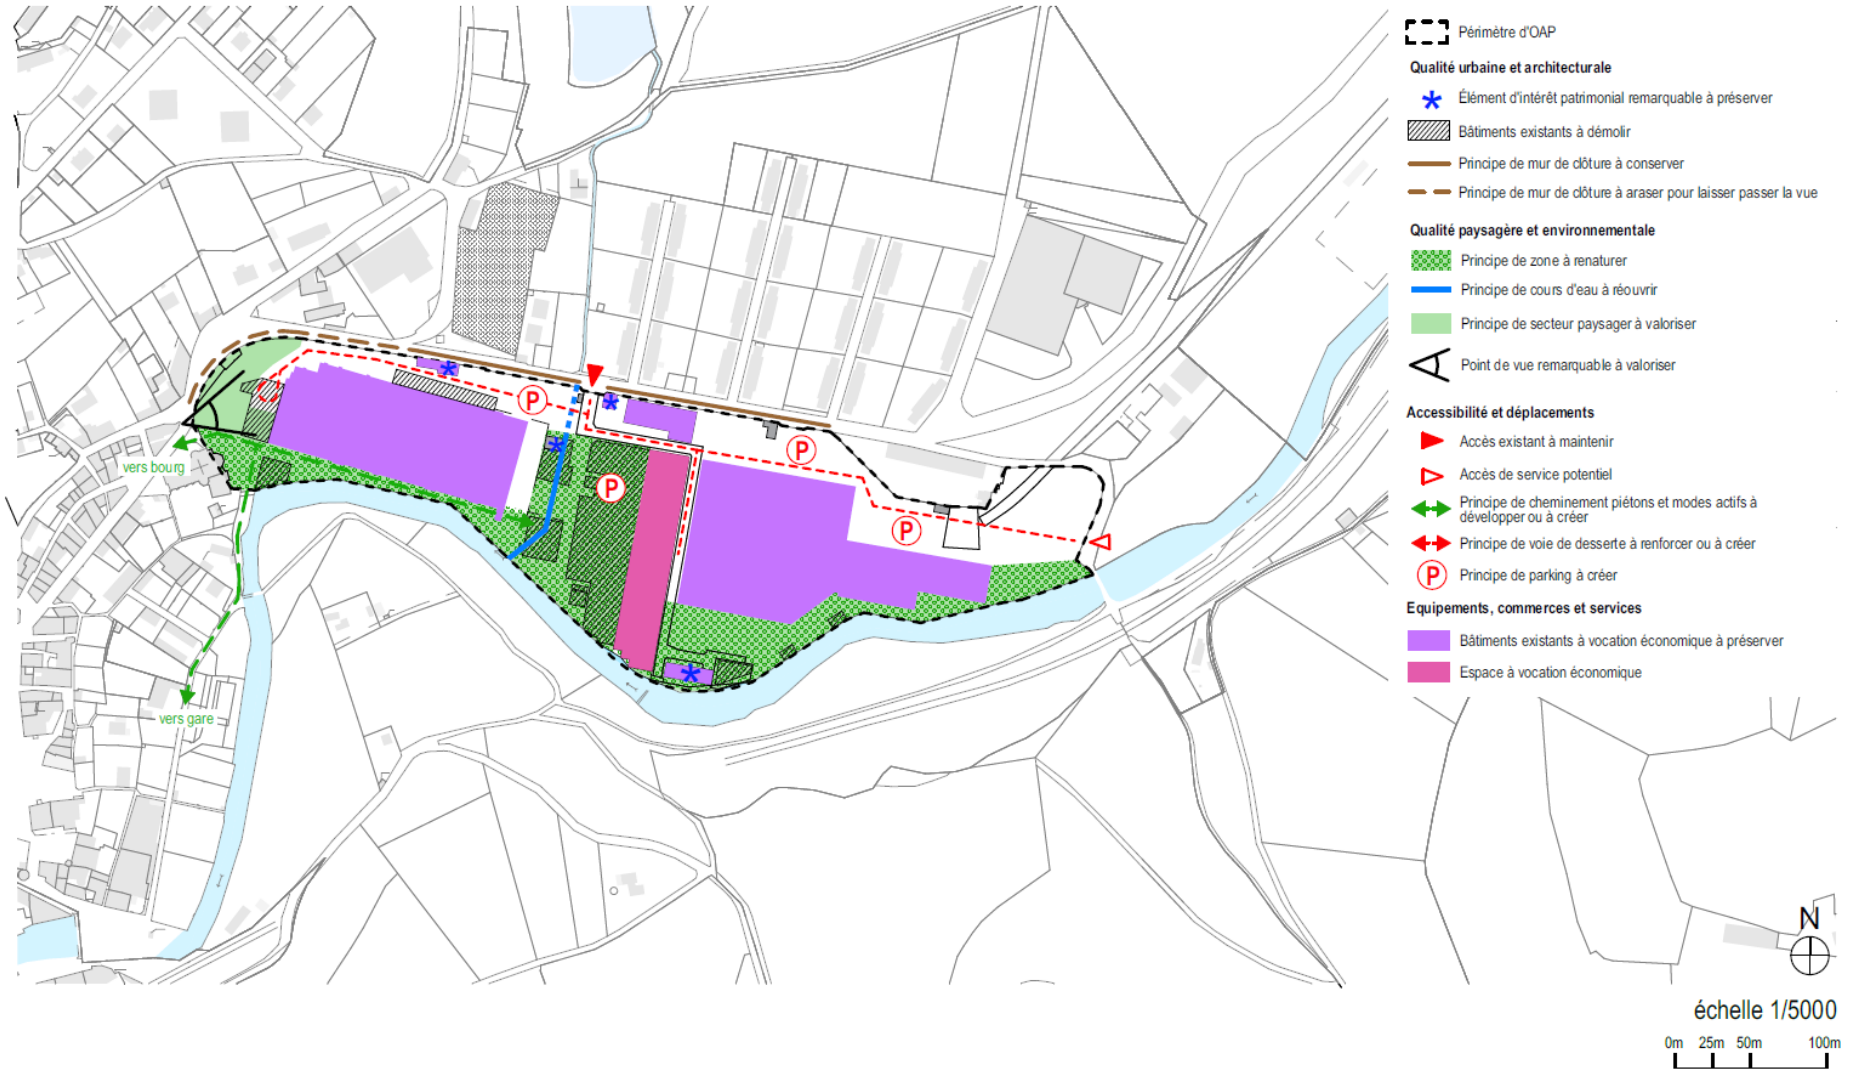 Périmètre d'OAP
Qualité urbaine et architecturale
Élément d'intérêt patrimonial remarquable à préserver
Bâtiments existants à démolir
Principe de mur de clôture à conserver
Principe de mur de clôture à araser pour laisser passer la vue
Qualité paysagère et environnementale
Principe de zone à renaturer
Principe de cours d'eau à réouvrir
Principe de secteur paysager à valoriser
Point de vue remarquable à valoriser
Accessibilité et déplacements
Accès existant à maintenir
Accès de service potentiel
Principe de cheminement piétons et modes actifs à
développer ou à créer
Principe de voie de desserte à renforcer ou à créer
P Principe de parking à créer
Equipements, commerces et services
Bâtiments existants à vocation économique à préserver
Espace à vocation économique
P
P
P
P
vers bourg
vers gare
N
échelle 1/5000
0m 25m 50m 100m